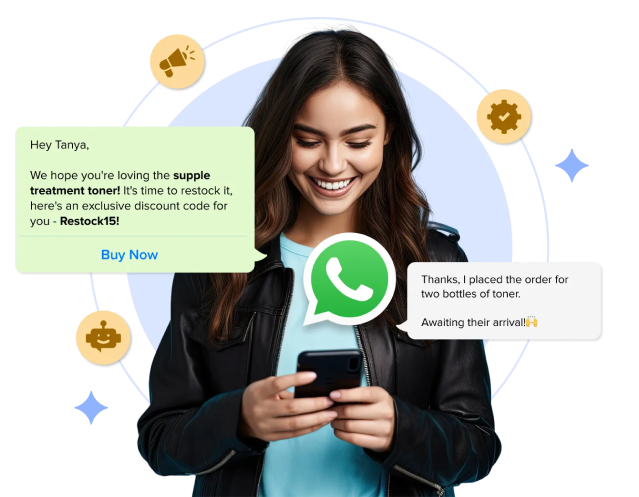 Hey Tanya,
We hope you're loving the supple
treatment toner! It's time to restock it,
here's an exclusive discount code for
you - Restock15!
Buy Now
Thanks, I placed the order for
two bottles of toner.
Awaiting their arrival!🙌